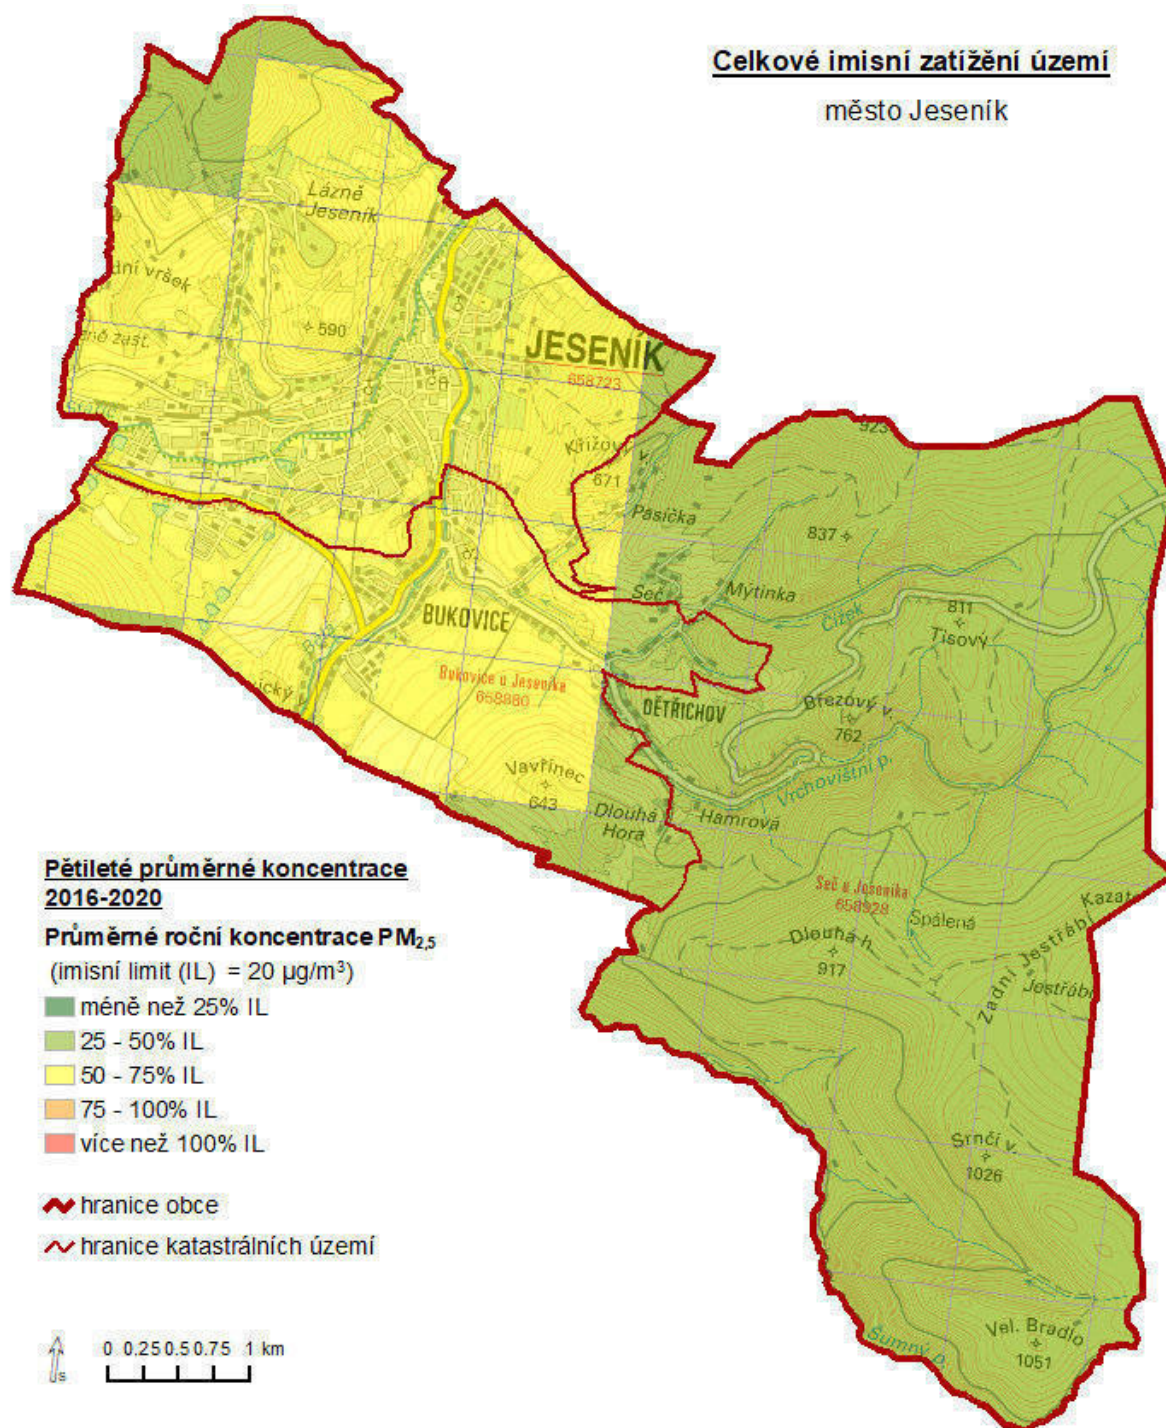 Celkové imisní zatížění území
město Jeseník
Lázně
Jeseník
dní vršek
590
zast.
JESENÍK
658723
Křížový v.
671
923
Pasíčka
837
Seč
Mýtinka
Čížek
811
Tisový
BUKOVICE
Bukovice u Jeseníka
658880
vický
DĚTŘICHOV
Březový v.
762
Vrchovištní p.
Vavřinec
643
Dlouhá
Hora
Hamrová
Seč u Jeseníka
658928
Spálená
Kazat
Dlouhá h.
917
Zadní Jestřábí
Jestřábí
Srnčí v.
1026
Vel. Bradlo
1051
Šumný p.
Pětileté průměrné koncentrace
2016-2020
Průměrné roční koncentrace PM2,5
(imisní limit (IL) = 20 µg/m³)
méně než 25% IL
25 - 50% IL
50 - 75% IL
75 - 100% IL
více než 100% IL
hranice obce
hranice katastrálních území
S
0 0.25 0.5 0.75 1 km